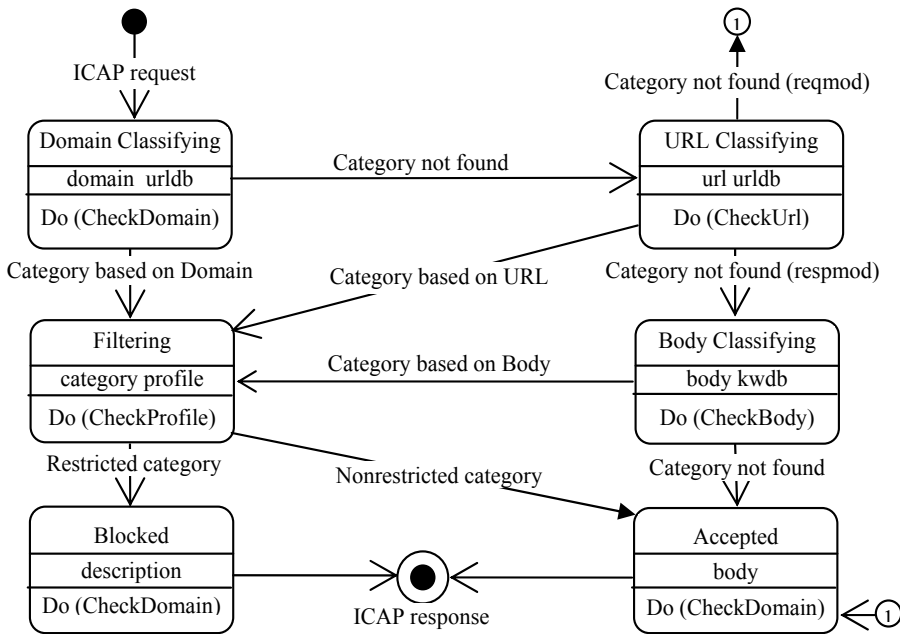 1
ICAP request
Category not found (reqmod)
Domain Classifying
domain urldb
Do (CheckDomain)
Category not found
URL Classifying
url urldb
Do (CheckUrl)
Category based on Domain
Category based on URL
Category not found (respmod)
Filtering
category profile
Do (CheckProfile)
Category based on Body
Body Classifying
body kwdb
Do (CheckBody)
Restricted category
Nonrestricted category
Category not found
Blocked
description
Do (CheckDomain)
ICAP response
Accepted
body
Do (CheckDomain)
1